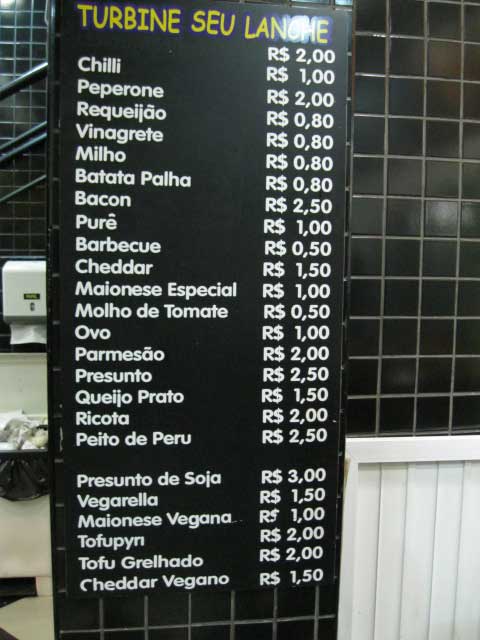 TURBINE SEU LANCHE
R$ 2,00
Chilli R$ 1,00
Peperone R$ 2,00
Requeijão R$ 0,80
Vinagrete R$ 0,80
Milho R$ 0,80
Batata Palha R$ 0,80
Bacon R$ 2,50
Purê R$ 1,00
Barbecue R$ 0,50
Cheddar R$ 1,50
Maionese Especial R$ 1,00
Molho de Tomate R$ 0,50
Ovo R$ 1,00
Parmesão R$ 2,00
Presunto R$ 2,50
Queijo Prato R$ 1,50
Ricota R$ 2,00
Peito de Peru R$ 2,50
Presunto de Soja R$ 3,00
Vegarella R$ 1,50
Maionese Vegana R$ 1,00
Tofupyrı R$ 2,00
Tofu Grelhado R$ 2,00
Cheddar Vegano R$ 1,50